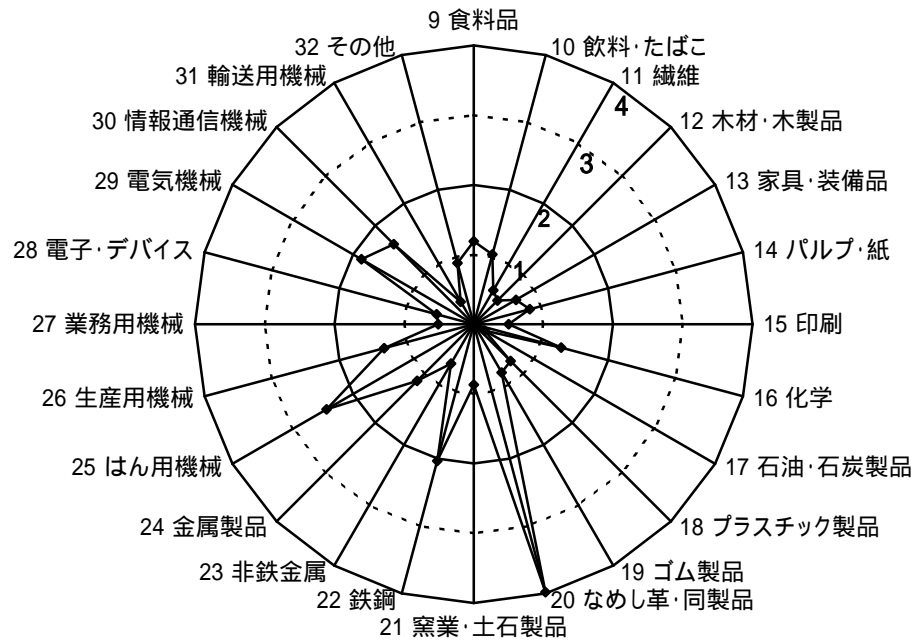 9 食料品
10 飲料・たばこ
11 繊維
12 木材・木製品
13 家具・装備品
14 パルプ・紙
15 印刷
16 化学
17 石油・石炭製品
18 プラスチック製品
19 ゴム製品
20 なめし革・同製品
21 窯業・土石製品
22 鉄鋼
23 非鉄金属
24 金属製品
25 はん用機械
26 生産用機械
27 業務用機械
28 電子・デバイス
29 電気機械
30 情報通信機械
31 輸送用機械
32 その他
4
3
2
1